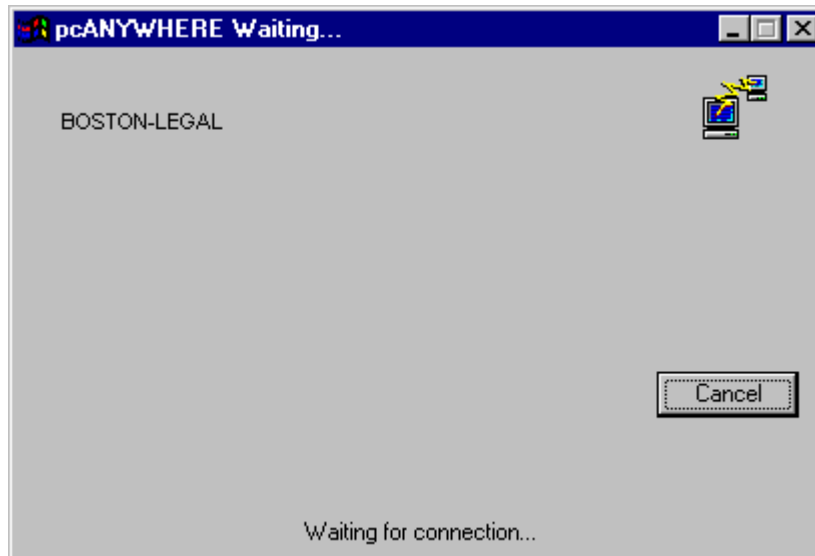 pcANYWHERE Waiting...
BOSTON-LEGAL
Cancel
Waiting for connection...